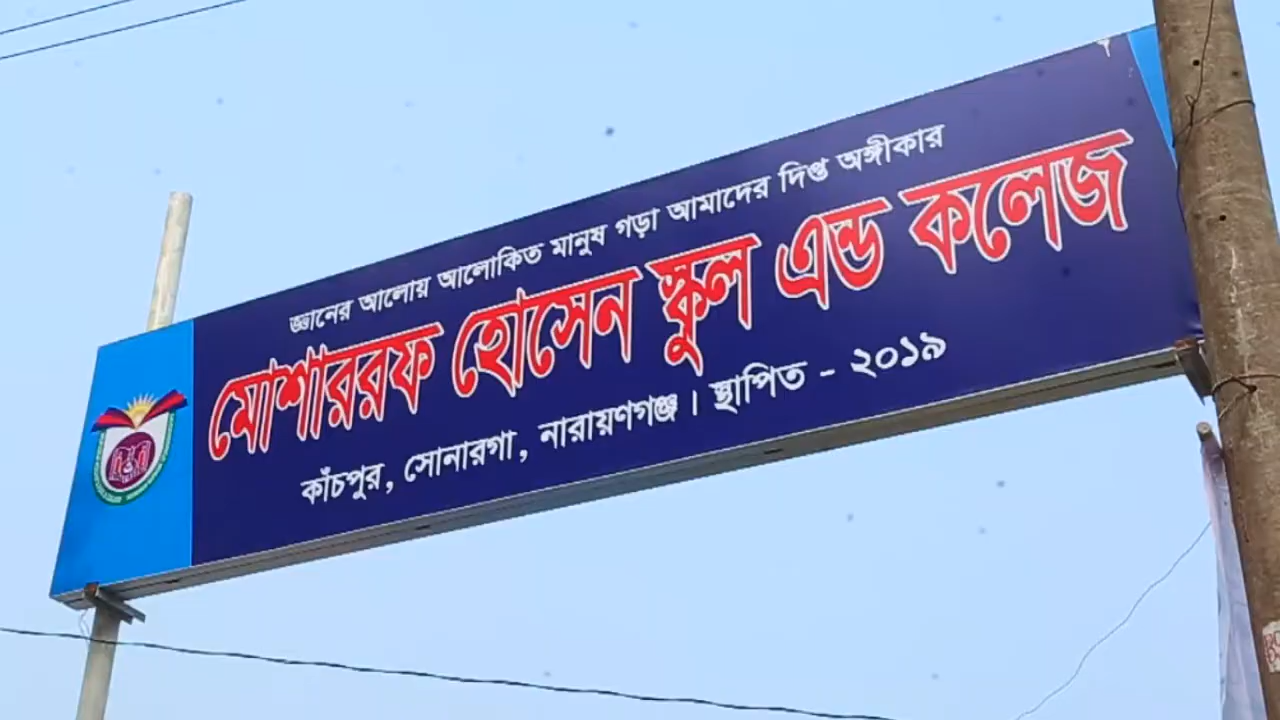 জ্ঞানের আলোয় আলোকিত মানুষ গড়া আমাদের দিপ্ত অঙ্গীকার
মোশাররফ হোসেন স্কুল এন্ড কলেজ
কাঁচপুর, সোনারগা, নারায়ণগঞ্জ। স্থাপিত - ২০১৯